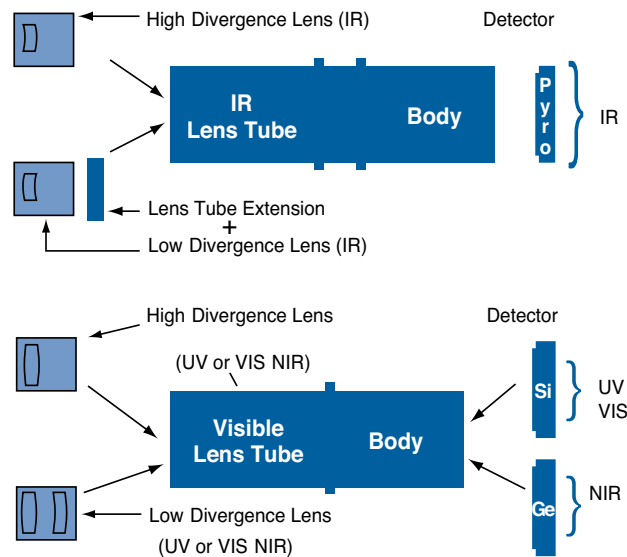 High Divergence Lens (IR)
Detector
IR
Lens Tube
Body
Pyro
IR
Lens Tube Extension
+
Low Divergence Lens (IR)
High Divergence Lens
Detector
(UV or VIS NIR)
Visible
Lens Tube
Body
Si
UV
VIS
Ge
NIR
Low Divergence Lens
(UV or VIS NIR)